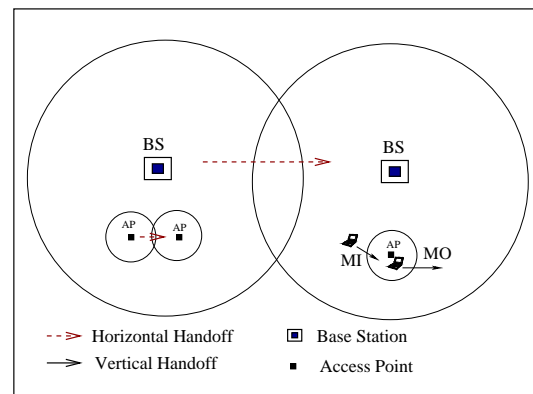 BS
BS
AP
AP
AP
MI
MO
Horizontal Handoff
Base Station
Vertical Handoff
Access Point